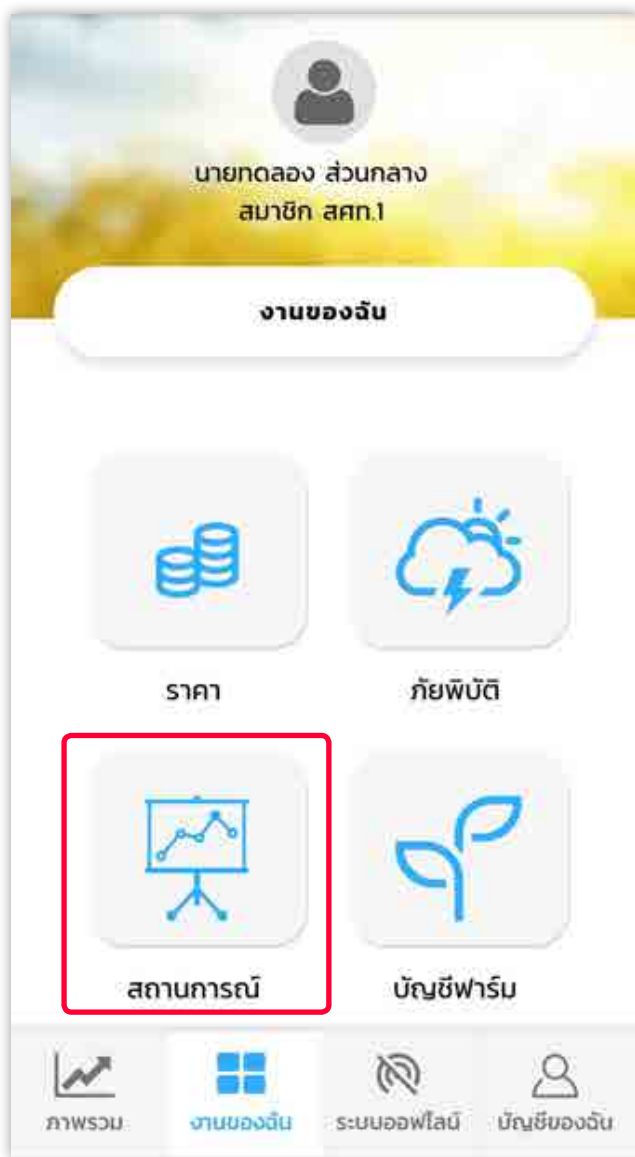 นายทดลอง ส่วนกลาง
สมาชิก สศท.1
งานของฉัน
ราคา
ภัยพิบัติ
สถานการณ์
บัญชีฟาร์ม
ภาพรวม
งานของฉัน
ระบบออฟไลน์
บัญชีของฉัน